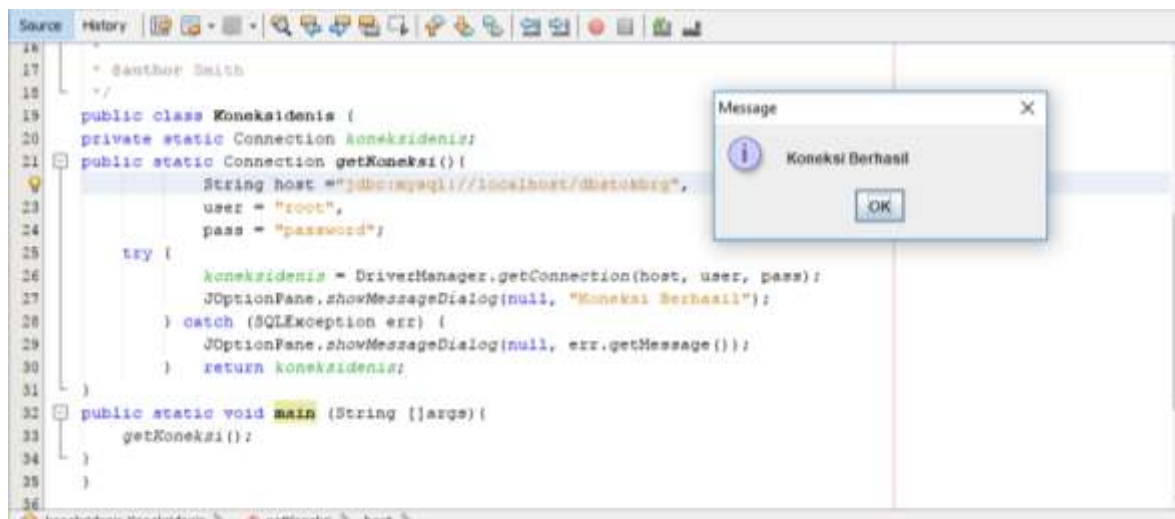 Source History
16 *
17 * @author Smith
18 */
19 public class Koneksidenis {
20 private static Connection koneksidenis;
21 public static Connection getKoneksi(){
String host ="jdbc:mysql://localhost/dbstokbrg",
23 user = "root",
24 pass = "password";
25 try {
26 koneksidenis = DriverManager.getConnection(host, user, pass);
27 JOptionPane.showMessageDialog(null, "Koneksi Berhasil");
28 } catch (SQLException err) {
29 JOptionPane.showMessageDialog(null, err.getMessage());
30 } return koneksidenis;
31 }
32 public static void main (String []args){
33 getKoneksi();
34 }
35 }
36
Message
Koneksi Berhasil
OK